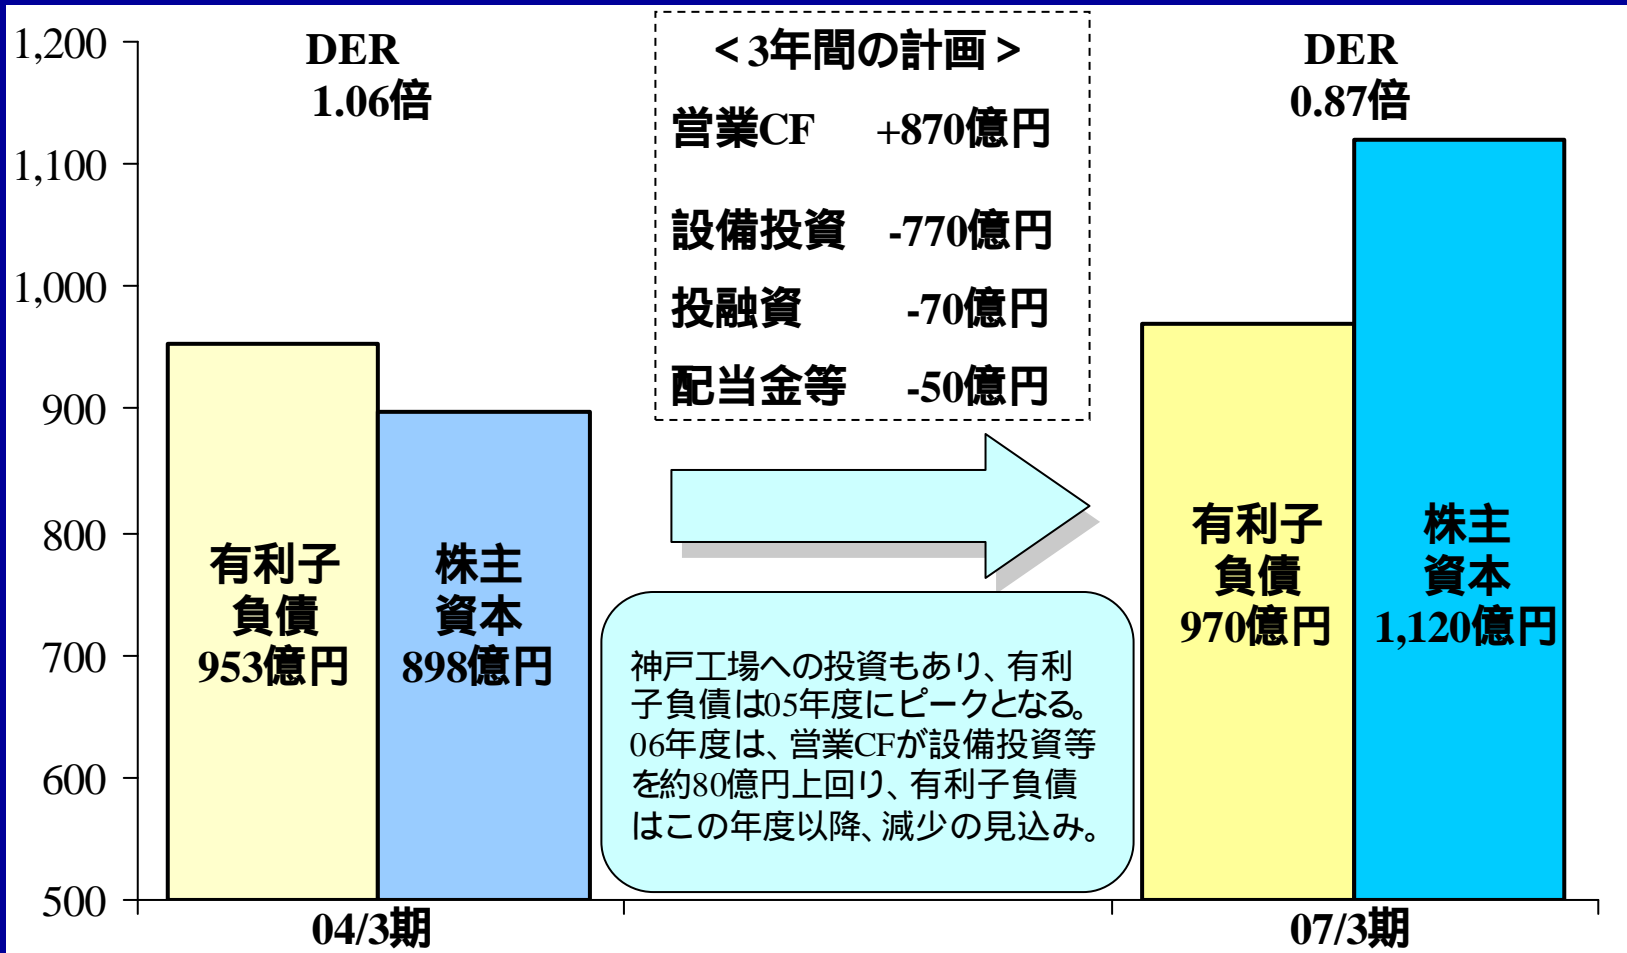 1,200
1,100
1,000
900
800
700
600
500
DER
1.06倍
有利子
負債
953億円
株主
資本
898億円
04/3期
＜3年間の計画＞
営業CF +870億円
設備投資 -770億円
投融資 -70億円
配当金等 -50億円
神戸工場への投資もあり、有利
子負債は05年度にピークとなる。
06年度は、営業CFが設備投資等
を約80億円上回り、有利子負債
はこの年度以降、減少の見込み。
DER
0.87倍
有利子
負債
970億円
株主
資本
1,120億円
07/3期